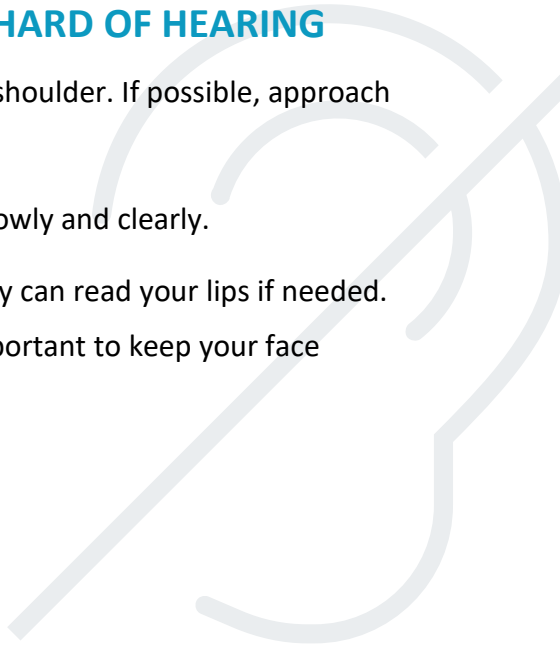 HARD OF HEARING
shoulder. If possible, approach
owly and clearly.
y can read your lips if needed.
portant to keep your face